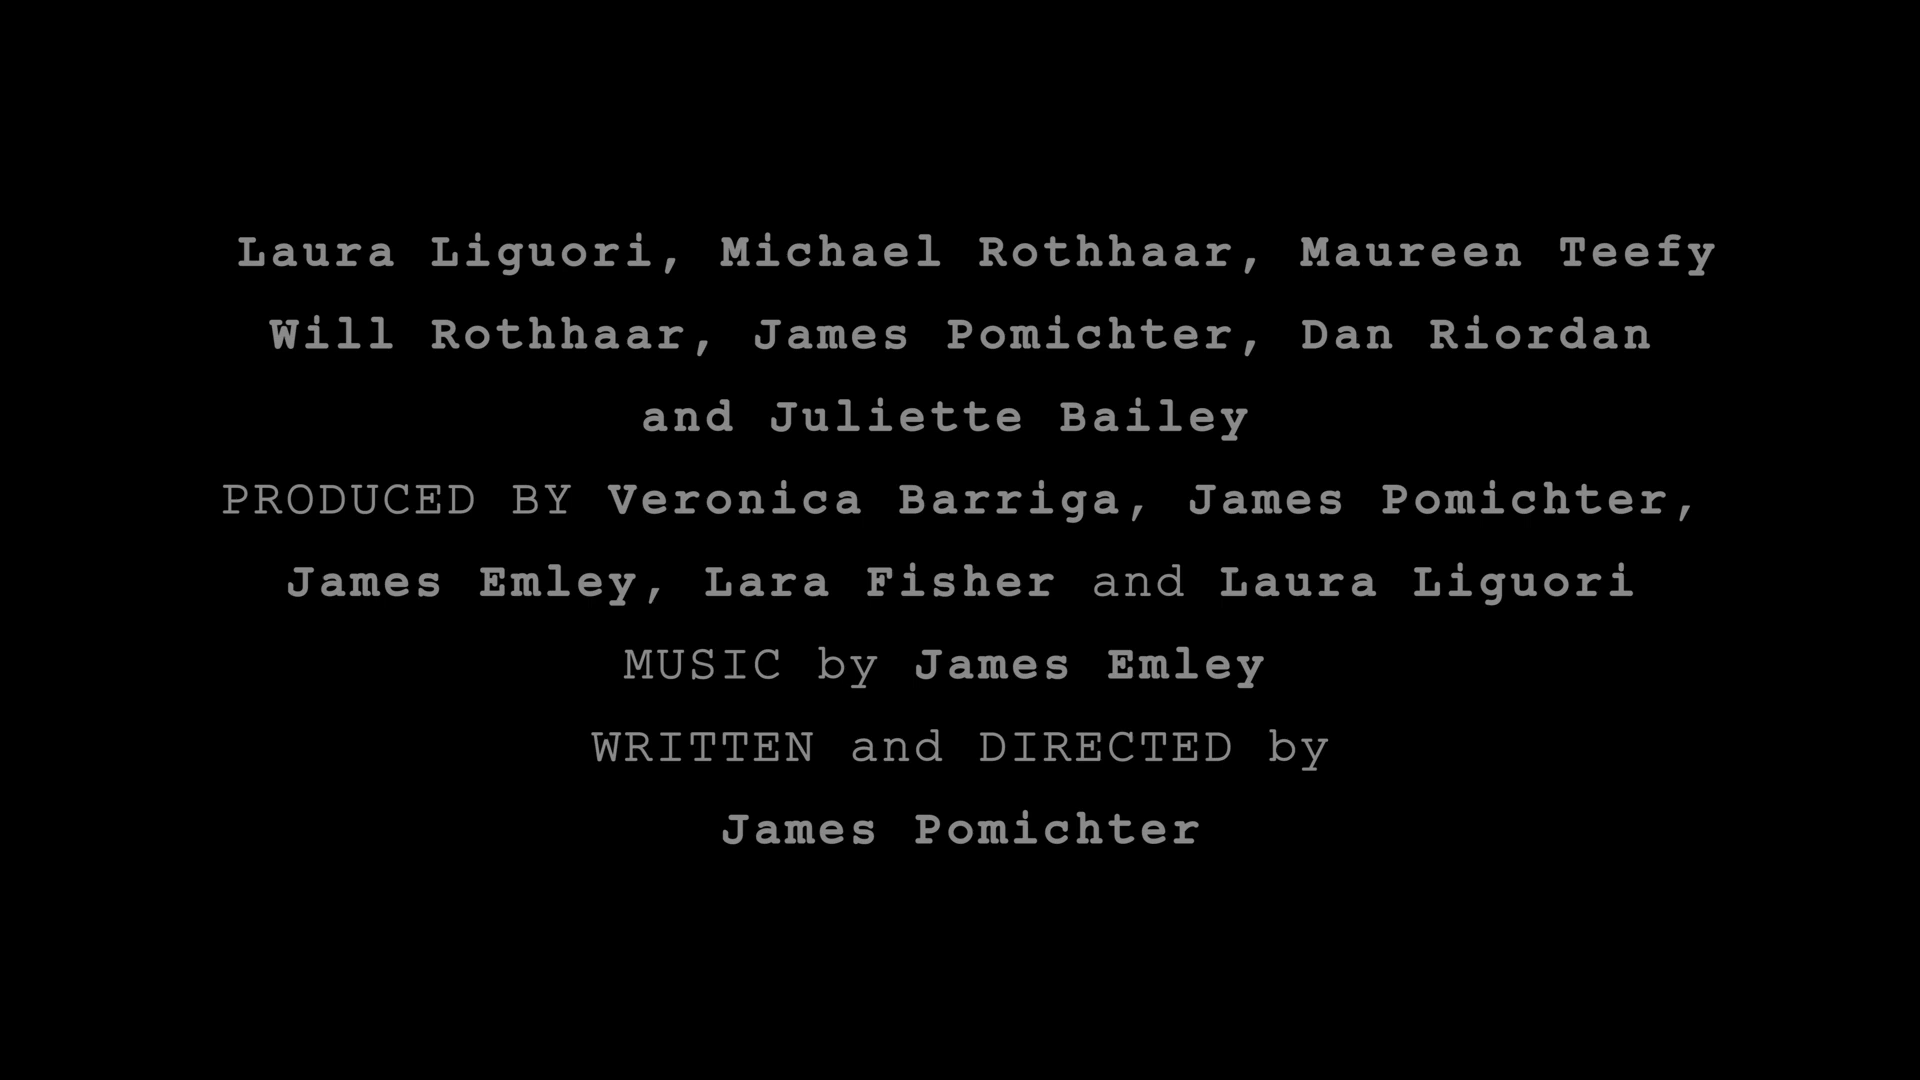 Laura Liguori, Michael Rothhaar, Maureen Teefy
Will Rothhaar, James Pomichter, Dan Riordan
and Juliette Bailey
PRODUCED BY Veronica Barriga, James Pomichter,
James Emley, Lara Fisher and Laura Liguori
MUSIC by James Emley
WRITTEN and DIRECTED by
James Pomichter